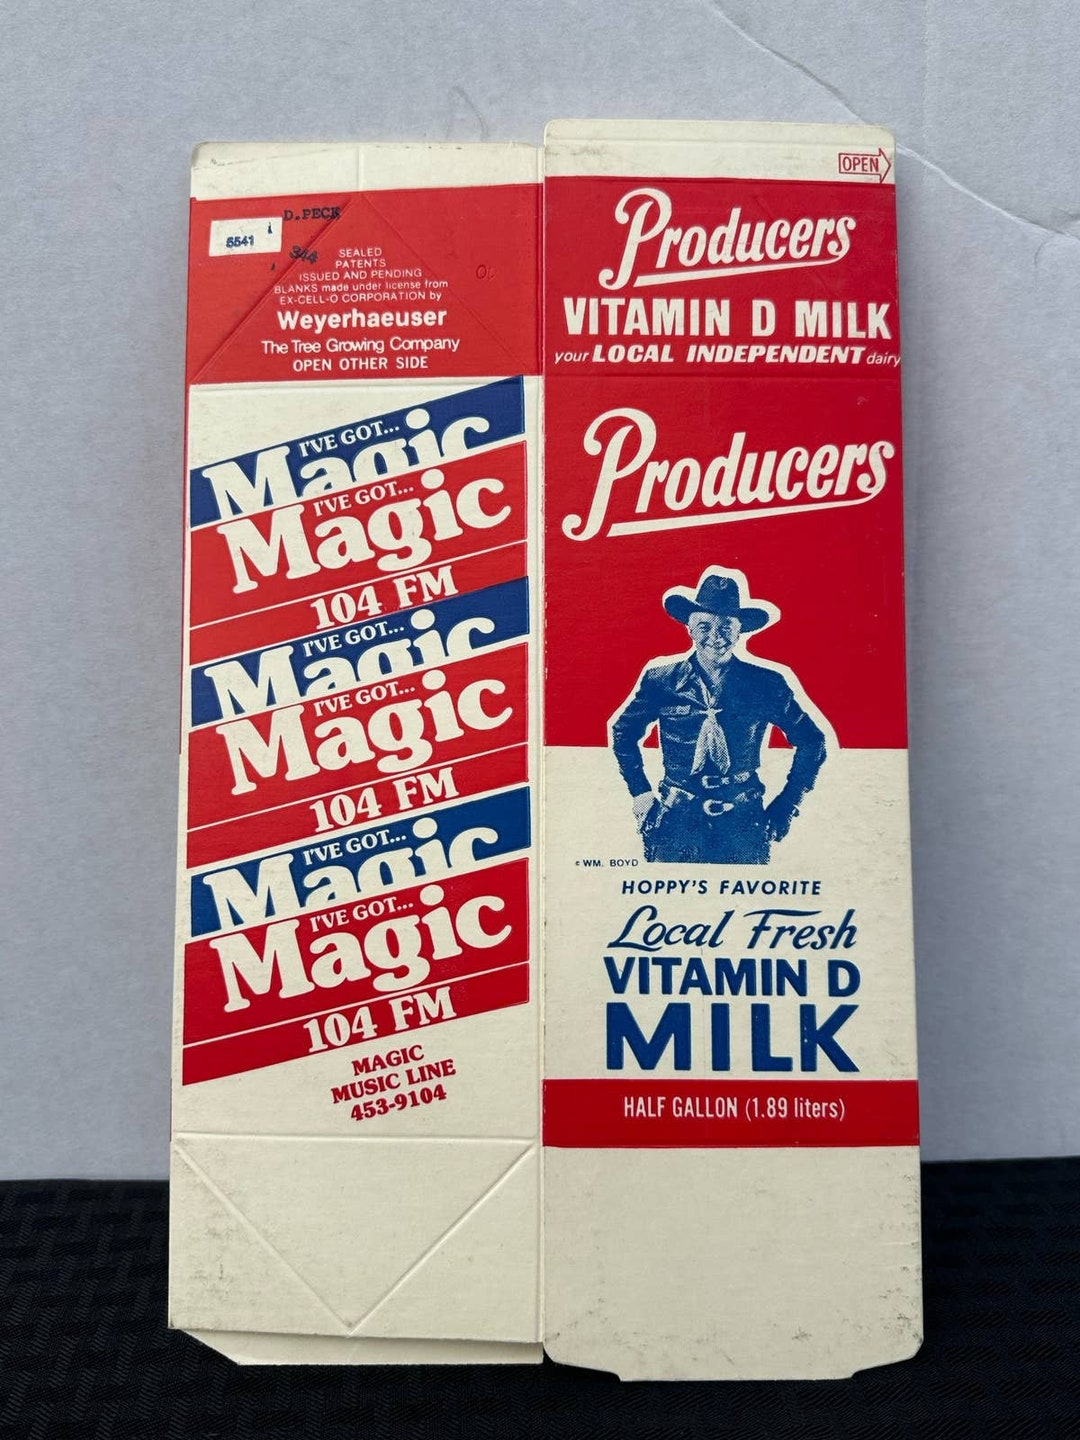 D. PECK
5541
344
SEALED
PATENTS
ISSUED AND PENDING
BLANKS made under license from
EX-CELL-O CORPORATION by
Weyerhaeuser
The Tree Growing Company
OPEN OTHER SIDE
I'VE GOT...
Magic
I'VE GOT...
Magic
104 FM
I'VE GOT...
Magic
I'VE GOT...
Magic
104 FM
I'VE GOT...
Magic
I'VE GOT...
Magic
104 FM
MAGIC
MUSIC LINE
453-9104
OPEN
Producers
VITAMIN D MILK
your LOCAL INDEPENDENT dairy
Producers
© WM. BOYD
HOPPY'S FAVORITE
Local Fresh
VITAMIN D
MILK
HALF GALLON (1.89 liters)